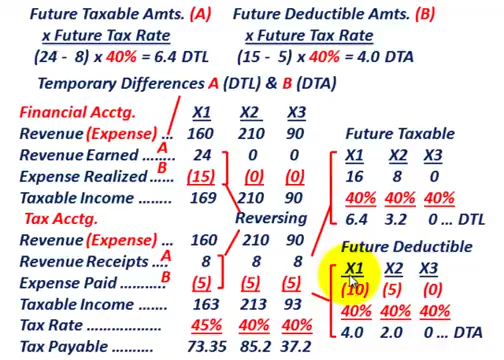 Future Taxable Amts. (A) Future Deductible Amts. (B)
x Future Tax Rate x Future Tax Rate
(24 - 8) x 40% = 6.4 DTL (15 - 5) x 40% = 4.0 DTA
Temporary Differences A (DTL) & B (DTA)
Financial Acctg. X1 X2 X3
Revenue (Expense) ... 160 210 90
Revenue Earned ........ A 24 0 0
Expense Realized ...... B (15) (0) (0)
Taxable Income ........ 169 210 90
Tax Acctg. Reversing
Revenue (Expense) ... 160 210 90
Revenue Receipts .... A 8 8 8
Expense Paid ........... B (5) (5) (5)
Taxable Income ....... 163 213 93
Tax Rate .................. 45% 40% 40%
Tax Payable .......... 73.35 85.2 37.2
Future Taxable
X1 X2 X3
16 8 0
40% 40% 40%
6.4 3.2 0 ... DTL
Future Deductible
X1 X2 X3
(10) (5) (0)
40% 40% 40%
4.0 2.0 0 ... DTA